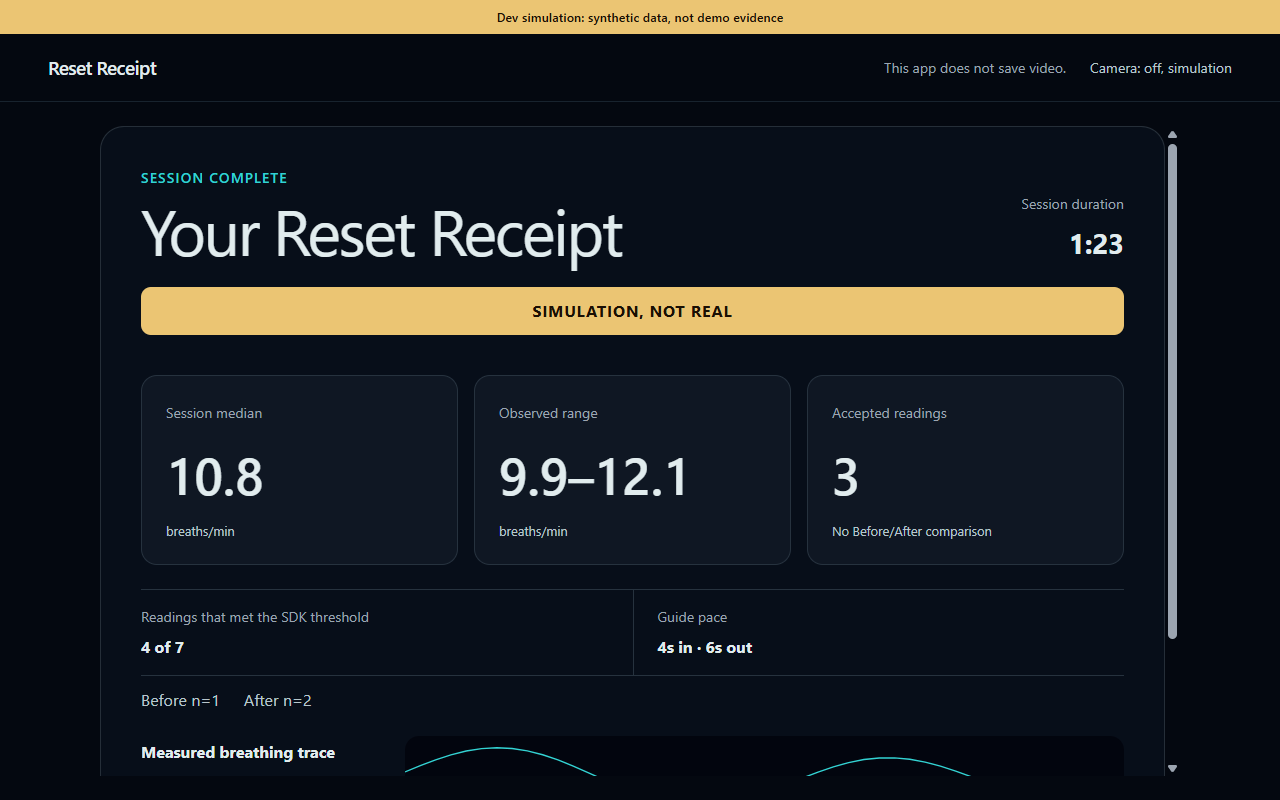 Dev simulation: synthetic data, not demo evidence
Reset Receipt
This app does not save video.
Camera: off, simulation
SESSION COMPLETE
Your Reset Receipt
Session duration
1:23
SIMULATION, NOT REAL
Session median
10.8
breaths/min
Observed range
9.9–12.1
breaths/min
Accepted readings
3
No Before/After comparison
Readings that met the SDK threshold
4 of 7
Guide pace
4s in · 6s out
Before n=1
After n=2
Measured breathing trace